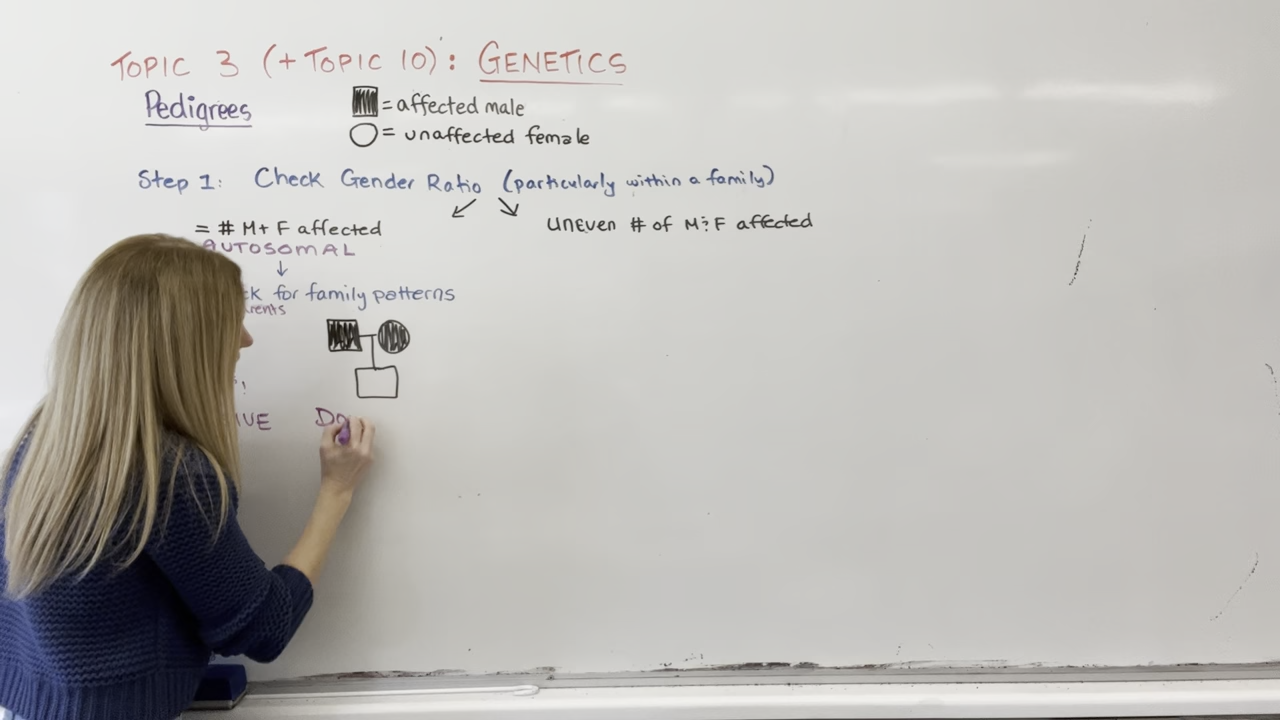 TOPIC 3 (+ TOPIC 10): GENETICS
Pedigrees
= affected male
= unaffected female
Step 1: Check Gender Ratio (particularly within a family)
= # M + F affected
uneven # of M & F affected
AUTOSOMAL
for family patterns